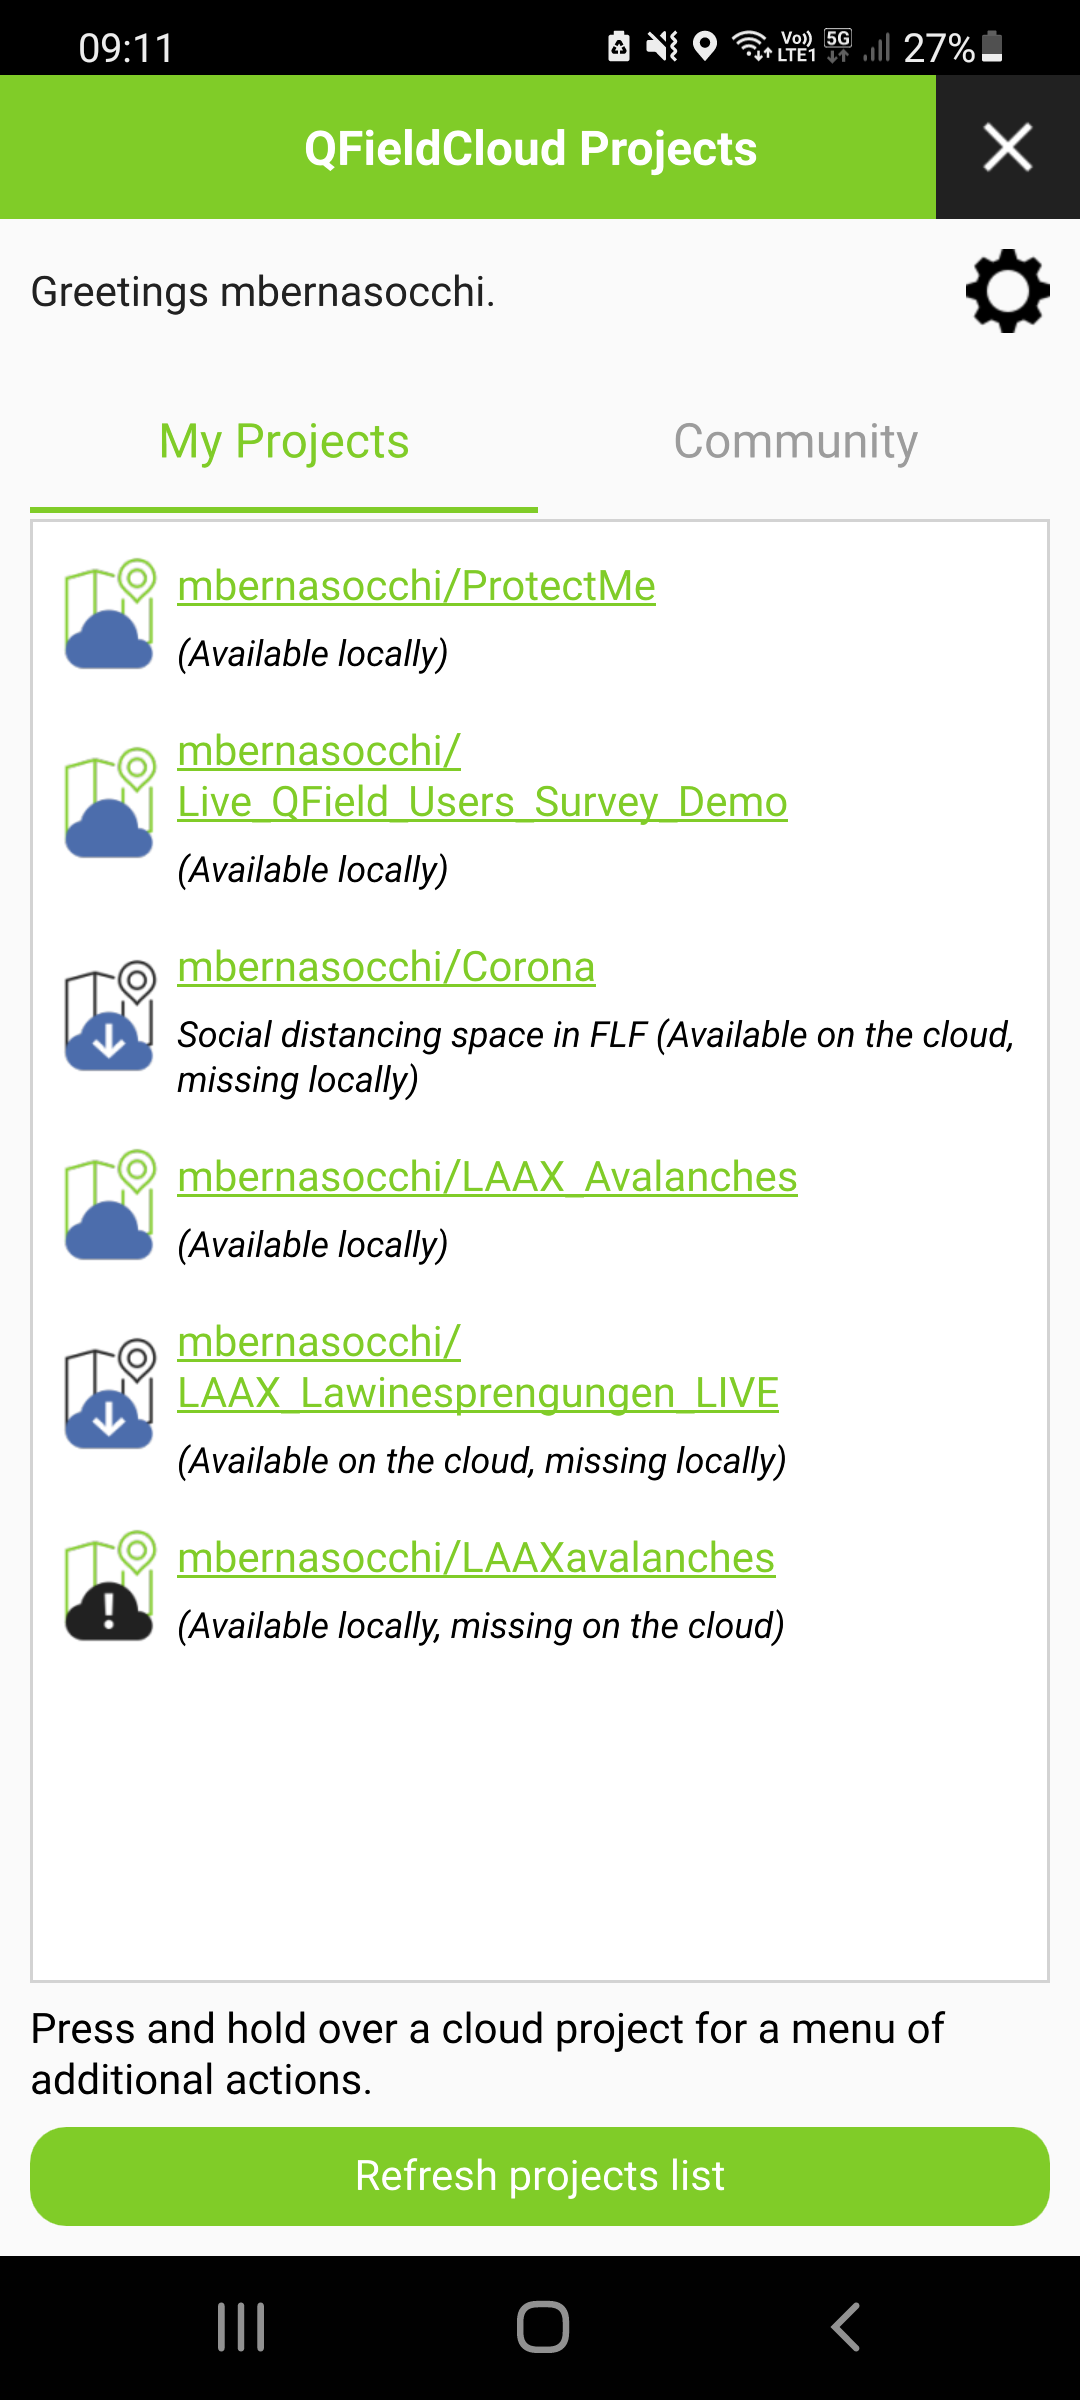 09:11
Vo)) LTE1 5G 27%
QFieldCloud Projects
Greetings mbernasocchi.
My Projects
Community
mbernasocchi/ProtectMe
(Available locally)
mbernasocchi/
Live_QField_Users_Survey_Demo
(Available locally)
mbernasocchi/Corona
Social distancing space in FLF (Available on the cloud,
missing locally)
mbernasocchi/LAAX_Avalanches
(Available locally)
mbernasocchi/
LAAX_Lawinesprengungen_LIVE
(Available on the cloud, missing locally)
mbernasocchi/LAAXavalanches
(Available locally, missing on the cloud)
Press and hold over a cloud project for a menu of
additional actions.
Refresh projects list